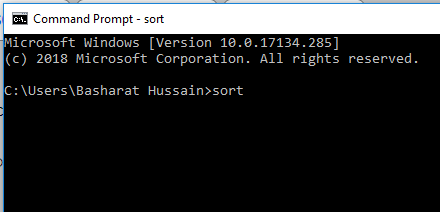 Command Prompt - sort
Microsoft Windows [Version 10.0.17134.285]
(c) 2018 Microsoft Corporation. All rights reserved.
C:\Users\Basharat Hussain>sort